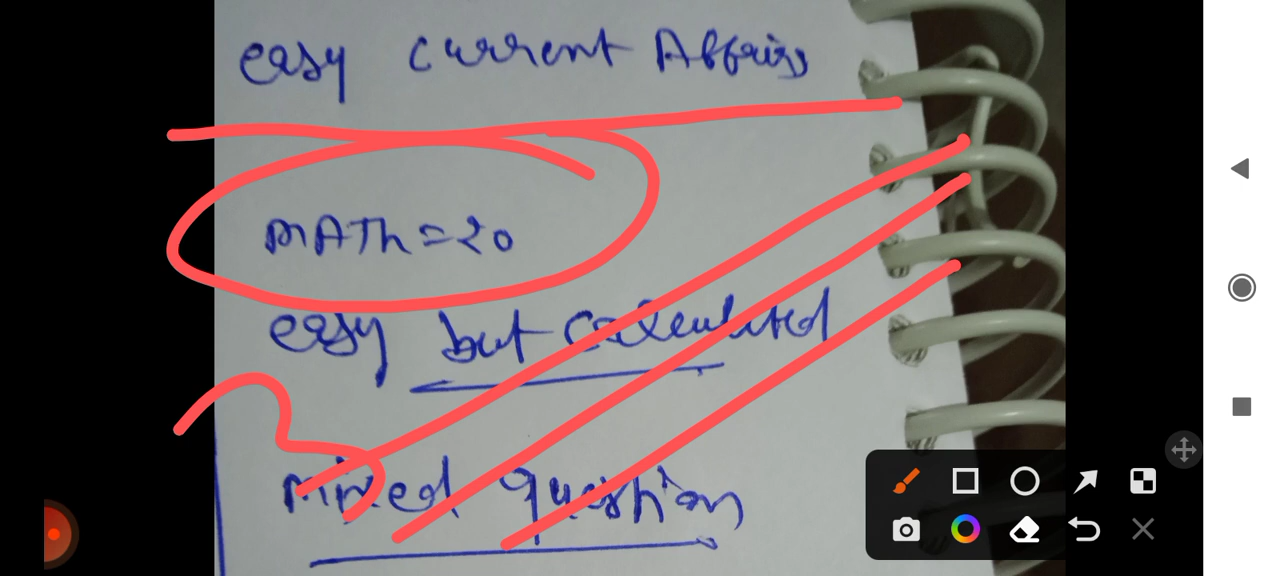 easy current Affairs
MATh = 20
easy but calculated
mixed question